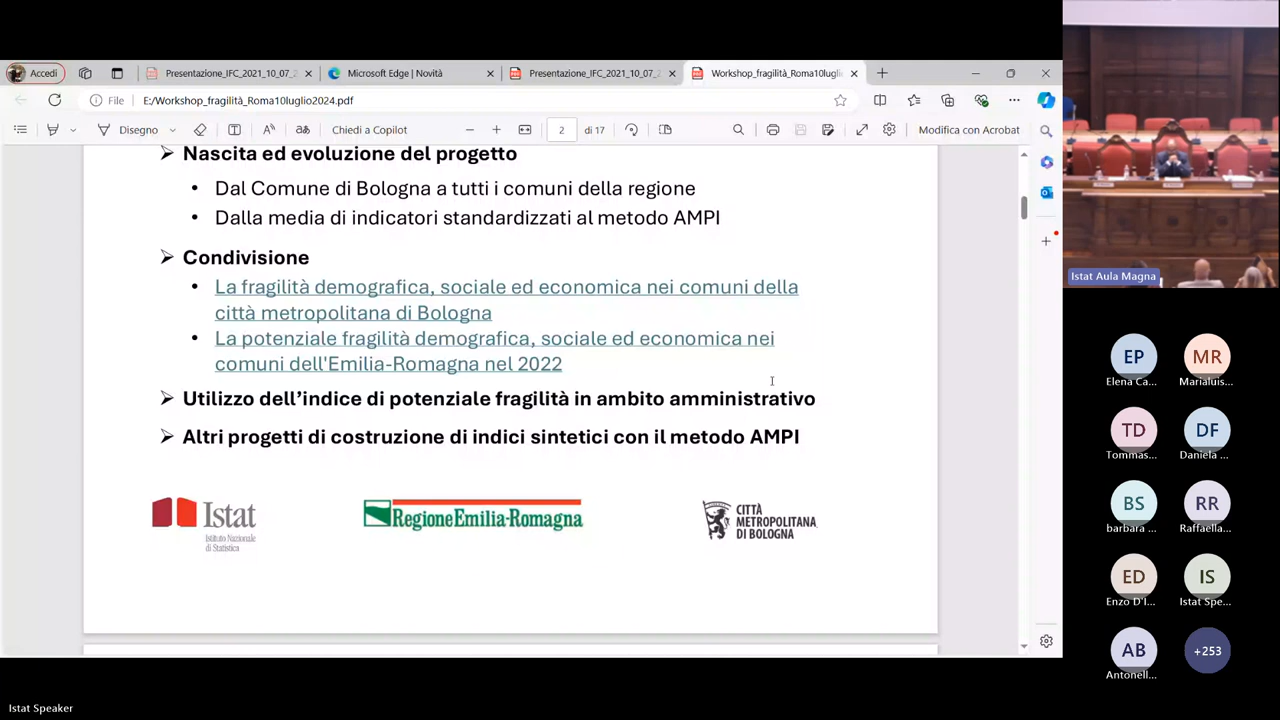 Accedi
Presentazione_IFC_2021_10_07_2
Microsoft Edge | Novità
Presentazione_IFC_2021_10_07_2
Workshop_fragilità_Roma10luglio
File
E:/Workshop_fragilità_Roma10luglio2024.pdf
Disegno
Chiedi a Copilot
2
di 17
Modifica con Acrobat
➢ Nascita ed evoluzione del progetto
• Dal Comune di Bologna a tutti i comuni della regione
• Dalla media di indicatori standardizzati al metodo AMPI
➢ Condivisione
• La fragilità demografica, sociale ed economica nei comuni della
città metropolitana di Bologna
• La potenziale fragilità demografica, sociale ed economica nei
comuni dell'Emilia-Romagna nel 2022
➢ Utilizzo dell’indice di potenziale fragilità in ambito amministrativo
➢ Altri progetti di costruzione di indici sintetici con il metodo AMPI
Istat
Istituto Nazionale
di Statistica
RegioneEmilia-Romagna
CITTÀ
METROPOLITANA
DI BOLOGNA
Istat Aula Magna
EP
Elena Ca...
MR
Marialuis...
TD
Tommas...
DF
Daniela ...
BS
barbara ...
RR
Raffaella...
ED
Enzo D'I...
IS
Istat Spe...
AB
Antonell...
+253
Istat Speaker